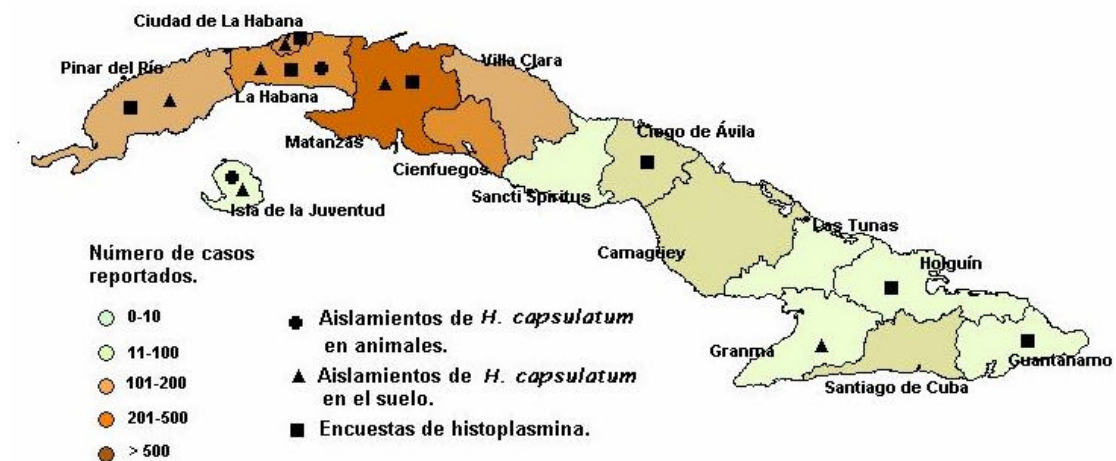 Ciudad de La Habana
Pinar del Río
La Habana
Villa Clara
Matanzas
Cienfuegos
Ciego de Ávila
Sancti Spiritus
Isla de la Juventud
Camagüey
Las Tunas
Holguín
Granma
Guantánamo
Santiago de Cuba
Número de casos
reportados.
0-10
11-100
101-200
201-500
> 500
Aislamientos de H. capsulatum
en animales.
Aislamientos de H. capsulatum
en el suelo.
Encuestas de histoplasmina.